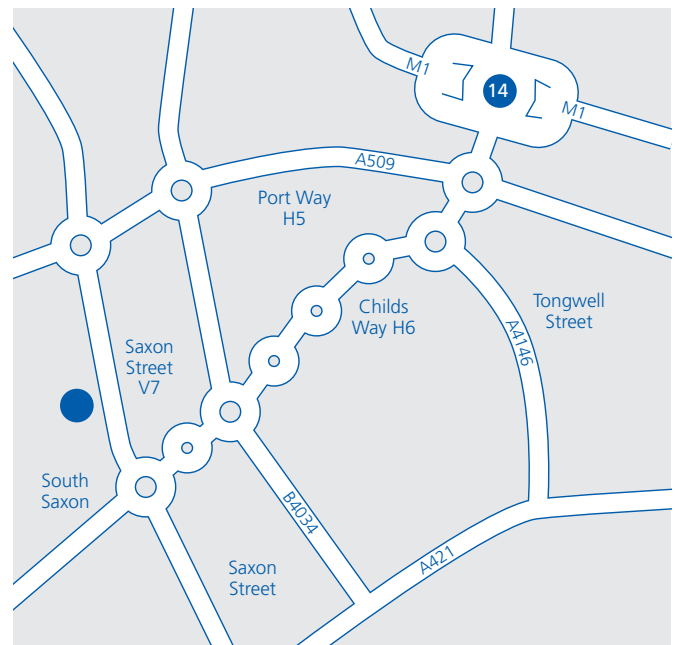 M1
14
M1
A509
Port Way
H5
Childs
Way H6
Tongwell
Street
A4146
Saxon
Street
V7
South
Saxon
B4034
A421
Saxon
Street